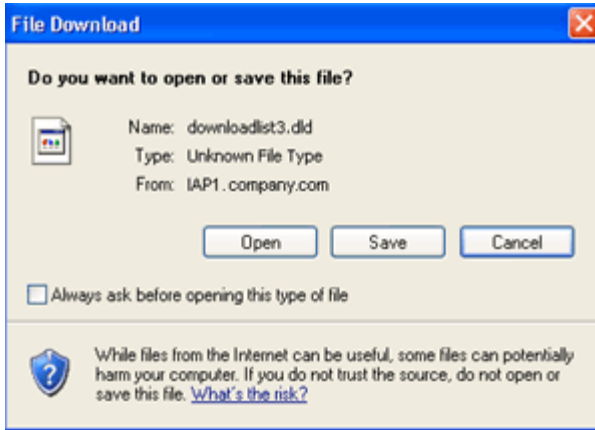 File Download
Do you want to open or save this file?
Name: downloadlist3.dld
Type: Unknown File Type
From: IAP1.company.com
Open Save Cancel
Always ask before opening this type of file
While files from the Internet can be useful, some files can potentially
harm your computer. If you do not trust the source, do not open or
save this file. What's the risk?